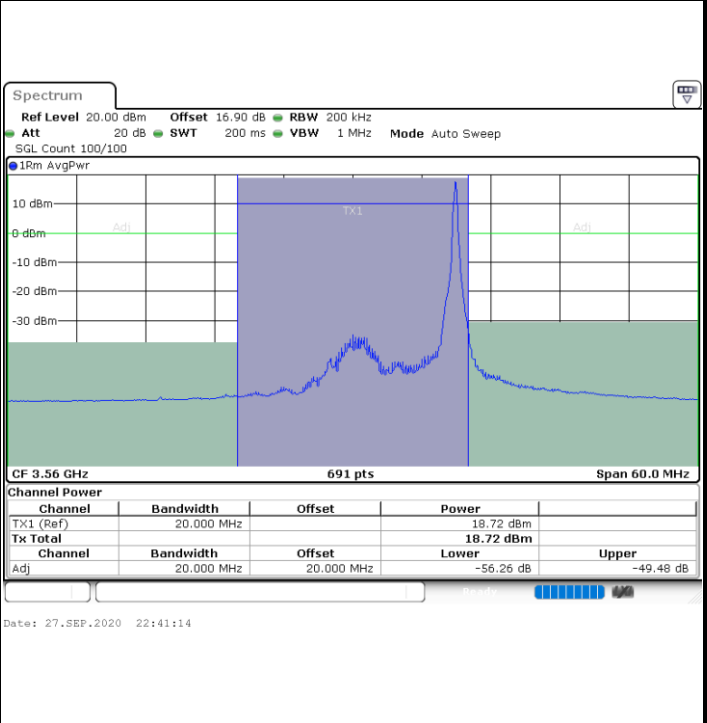 Spectrum
Ref Level 20.00 dBm Offset 16.90 dB RBW 200 kHz
Att 20 dB SWT 200 ms VBW 1 MHz Mode Auto Sweep
SGL Count 100/100
1Rm AvgPwr
TX1
10 dBm
Adj Adj
0 dBm
-10 dBm
-20 dBm
-30 dBm
CF 3.56 GHz 691 pts Span 60.0 MHz
Channel Power
Channel Bandwidth Offset Power
TX1 (Ref) 20.000 MHz 18.72 dBm
Tx Total 18.72 dBm
Channel Bandwidth Offset Lower Upper
Adj 20.000 MHz 20.000 MHz -56.26 dB -49.48 dB
Ready
Date: 27.SEP.2020 22:41:14